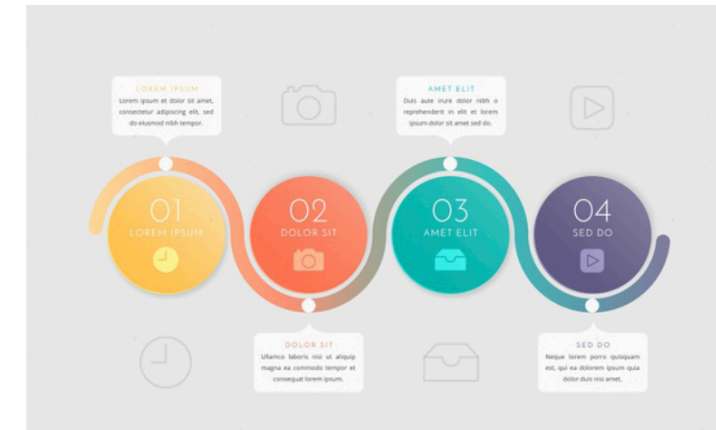 LOREM IPSUM
Lorem ipsum et dolor sit amet,
consectetur adipiscing elit, sed
do eiusmod nibh tempor.
AMET ELIT
Duis aute irure dolor nibh o
reprehenderit in elit et lorem
ipsum dolor sit amet sed do.
01
LOREM IPSUM
02
DOLOR SIT
03
AMET ELIT
04
SED DO
DOLOR SIT
Ullamco laboris nisi ut aliquip
magna ea commodo tempor et
consequat lorem ipsum.
SED DO
Neque lorem porro quisquam
est, qui ea dolorem ipsum quia
dolor duis nisi amet,